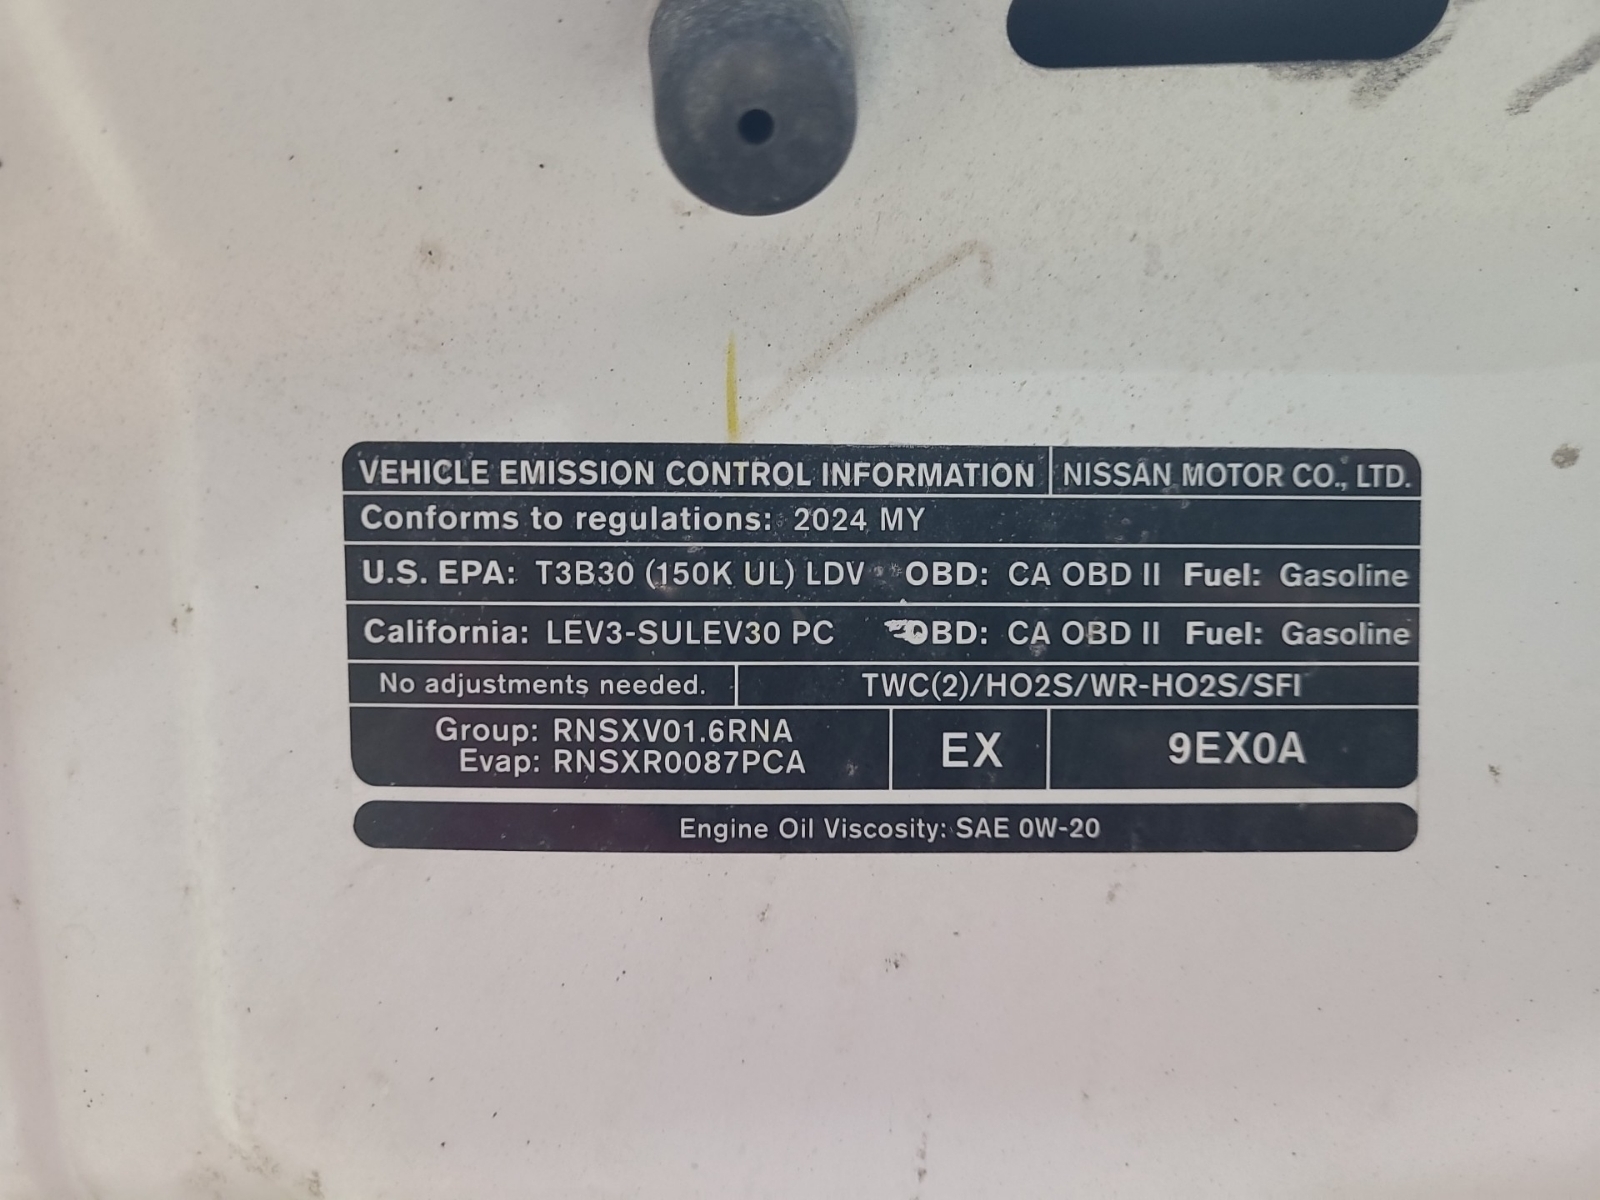 VEHICLE EMISSION CONTROL INFORMATION NISSAN MOTOR CO., LTD.
Conforms to regulations: 2024 MY
U.S. EPA: T3B30 (150K UL) LDV OBD: CA OBD II Fuel: Gasoline
California: LEV3-SULEV30 PC OBD: CA OBD II Fuel: Gasoline
No adjustments needed. TWC(2)/HO2S/WR-HO2S/SFI
Group: RNSXV01.6RNA
Evap: RNSXR0087PCA
EX 9EX0A
Engine Oil Viscosity: SAE 0W-20